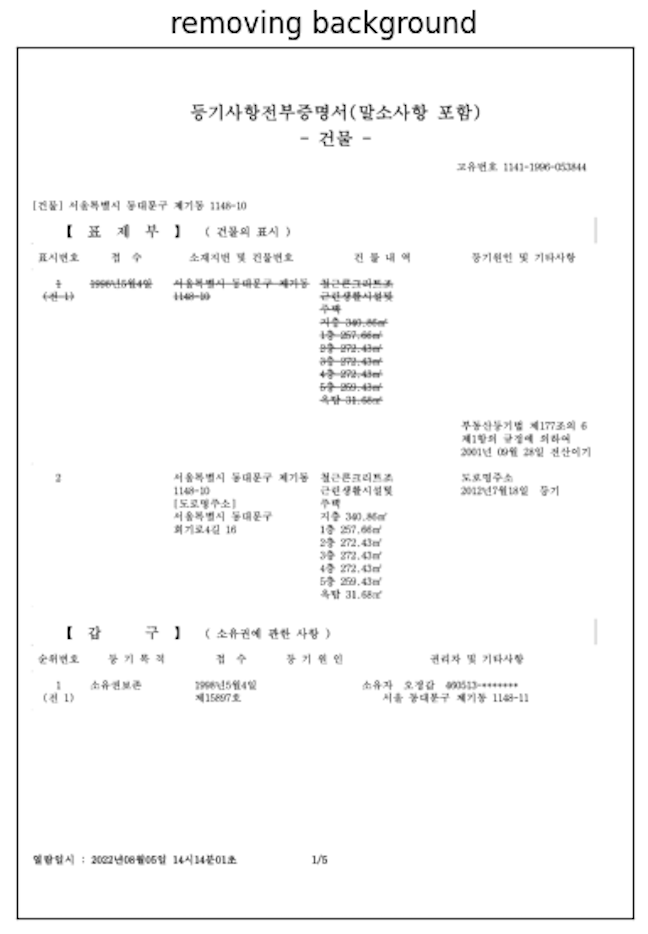 removing background
등기사항전부증명서(말소사항 포함)
- 건물 -
고유번호 1141-1996-053844
[건물] 서울특별시 동대문구 제기동 1148-10
【 표 제 부 】 ( 건물의 표시 )
표시번호 접 수 소재지번 및 건물번호 건 물 내 역 등기원인 및 기타사항
1 1998년5월4일 서울특별시 동대문구 제기동 철근콘크리트조
(전 1) 1148-10 근린생활시설및
주택
지층 340.86㎡
1층 257.66㎡
2층 272.43㎡
3층 272.43㎡
4층 272.43㎡
5층 259.43㎡
옥탑 31.68㎡
부동산등기법 제177조의 6
제1항의 규정에 의하여
2001년 09월 28일 전산이기
2 서울특별시 동대문구 제기동 철근콘크리트조 도로명주소
1148-10 근린생활시설및 2012년7월18일 등기
[도로명주소] 주택
서울특별시 동대문구 지층 340.86㎡
회기로4길 16 1층 257.66㎡
2층 272.43㎡
3층 272.43㎡
4층 272.43㎡
5층 259.43㎡
옥탑 31.68㎡
【 갑 구 】 ( 소유권에 관한 사항 )
순위번호 등 기 목 적 접 수 등 기 원 인 권리자 및 기타사항
1 소유권보존 1998년5월4일 소유자 오정갑 460513-*******
(전 1) 제15897호 서울 동대문구 제기동 1148-11
열람일시 : 2022년08월05일 14시14분01초 1/5